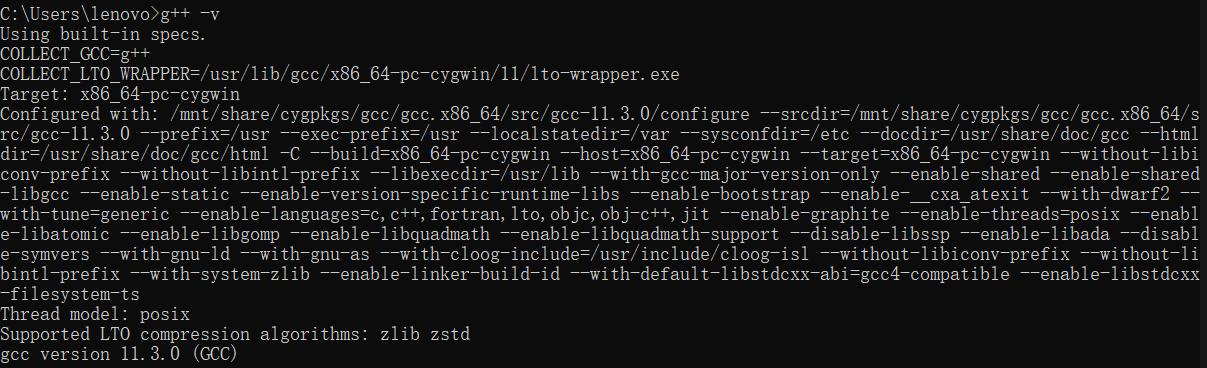 C:\Users\lenovo>g++ -v
Using built-in specs.
COLLECT_GCC=g++
COLLECT_LTO_WRAPPER=/usr/lib/gcc/x86_64-pc-cygwin/11/lto-wrapper.exe
Target: x86_64-pc-cygwin
Configured with: /mnt/share/cygpkgs/gcc/gcc.x86_64/src/gcc-11.3.0/configure --srcdir=/mnt/share/cygpkgs/gcc/gcc.x86_64/s
rc/gcc-11.3.0 --prefix=/usr --exec-prefix=/usr --localstatedir=/var --sysconfdir=/etc --docdir=/usr/share/doc/gcc --html
dir=/usr/share/doc/gcc/html -C --build=x86_64-pc-cygwin --host=x86_64-pc-cygwin --target=x86_64-pc-cygwin --without-libi
conv-prefix --without-libintl-prefix --libexecdir=/usr/lib --with-gcc-major-version-only --enable-shared --enable-shared
-libgcc --enable-static --enable-version-specific-runtime-libs --enable-bootstrap --enable-__cxa_atexit --with-dwarf2 --
with-tune=generic --enable-languages=c,c++,fortran,lto,objc,obj-c++,jit --enable-graphite --enable-threads=posix --enabl
e-libatomic --enable-libgomp --enable-libquadmath --enable-libquadmath-support --disable-libssp --enable-libada --disabl
e-symvers --with-gnu-ld --with-gnu-as --with-cloog-include=/usr/include/cloog-isl --without-libiconv-prefix --without-li
bintl-prefix --with-system-zlib --enable-linker-build-id --with-default-libstdcxx-abi=gcc4-compatible --enable-libstdcxx
-filesystem-ts
Thread model: posix
Supported LTO compression algorithms: zlib zstd
gcc version 11.3.0 (GCC)